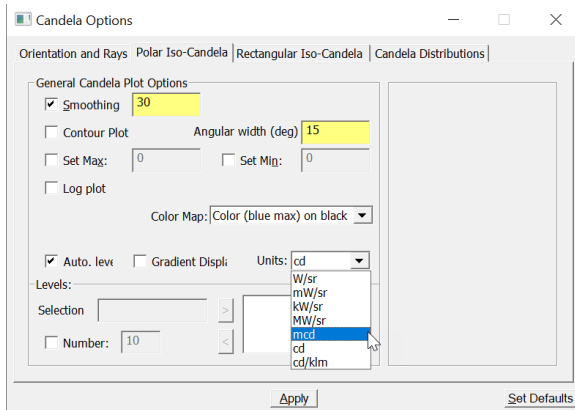 Candela Options
Orientation and Rays Polar Iso-Candela Rectangular Iso-Candela Candela Distributions
General Candela Plot Options
Smoothing 30
Contour Plot Angular width (deg) 15
Set Max: 0 Set Min: 0
Log plot
Color Map: Color (blue max) on black
Auto. leve Gradient Displa Units: cd
W/sr
mW/sr
kW/sr
MW/sr
mcd
cd
cd/klm
Levels:
Selection >
Number: 10 <
Apply Set Defaults